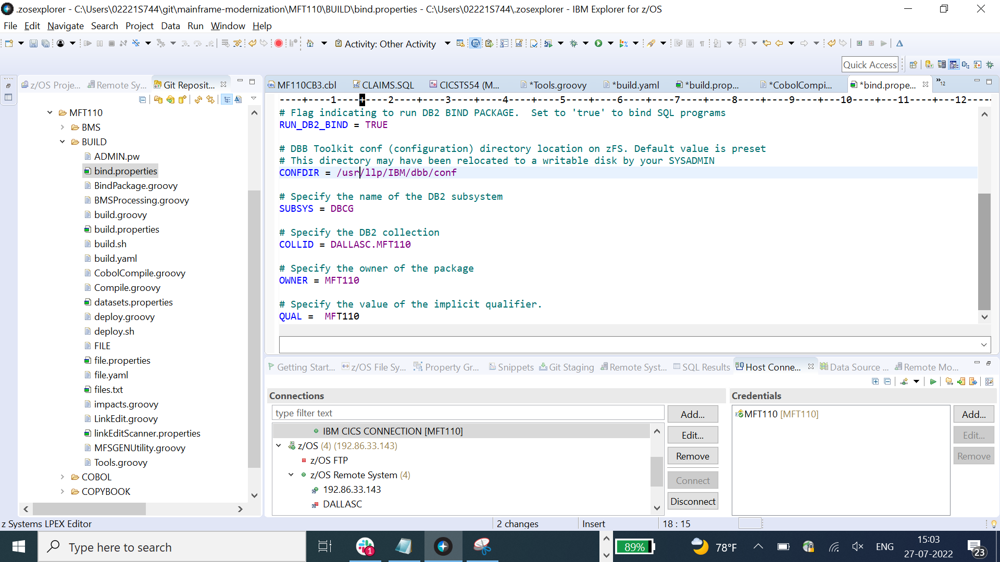 .zosexplorer - C:\Users\02221S744\git\mainframe-modernization\MFT110\BUILD\bind.properties - C:\Users\02221S744\.zosexplorer - IBM Explorer for z/OS
File Edit Navigate Search Project Data Run Window Help
Activity: Other Activity
Quick Access
z/OS Proje...
Remote Sy...
Git Reposit...
MF110CB3.cbl
CLAIMS.SQL
CICSTS54 (M...
*Tools.groovy
*build.yaml
*build.prop...
*CobolCompi...
*bind.prope...
»12
----+----1----+----2----+----3----+----4----+----5----+----6----+----7----+----8----+----9----+---10----+---11----+---12-----
MFT110
BMS
BUILD
ADMIN.pw
bind.properties
BindPackage.groovy
BMSProcessing.groovy
build.groovy
build.properties
build.sh
build.yaml
CobolCompile.groovy
Compile.groovy
datasets.properties
deploy.groovy
deploy.sh
FILE
file.properties
file.yaml
files.txt
impacts.groovy
LinkEdit.groovy
linkEditScanner.properties
MFSGENUtility.groovy
Tools.groovy
COBOL
COPYBOOK
# Flag indicating to run DB2 BIND PACKAGE.  Set to 'true' to bind SQL programs
RUN_DB2_BIND = TRUE
# DBB Toolkit conf (configuration) directory location on zFS. Default value is preset
# This directory may have been relocated to a writable disk by your SYSADMIN
CONFDIR = /usr/llp/IBM/dbb/conf
# Specify the name of the DB2 subsystem
SUBSYS = DBCG
# Specify the DB2 collection
COLLID = DALLASC.MFT110
# Specify the owner of the package
OWNER = MFT110
# Specify the value of the implicit qualifier.
QUAL =  MFT110
Getting Start...
z/OS File Sy...
Property Gr...
Snippets
Git Staging
Remote Syst...
SQL Results
Host Conne...
Data Source ...
Remote Mo...
Connections
type filter text
IBM CICS CONNECTION [MFT110]
z/OS (4) (192.86.33.143)
z/OS FTP
z/OS Remote System (4)
192.86.33.143
DALLASC
Add...
Edit...
Remove
Connect
Disconnect
Credentials
MFT110 [MFT110]
Add...
Edit...
Remove
z Systems LPEX Editor
2 changes
Insert
18 : 15
Type here to search
1
89%
78°F
ENG
15:03
27-07-2022
23